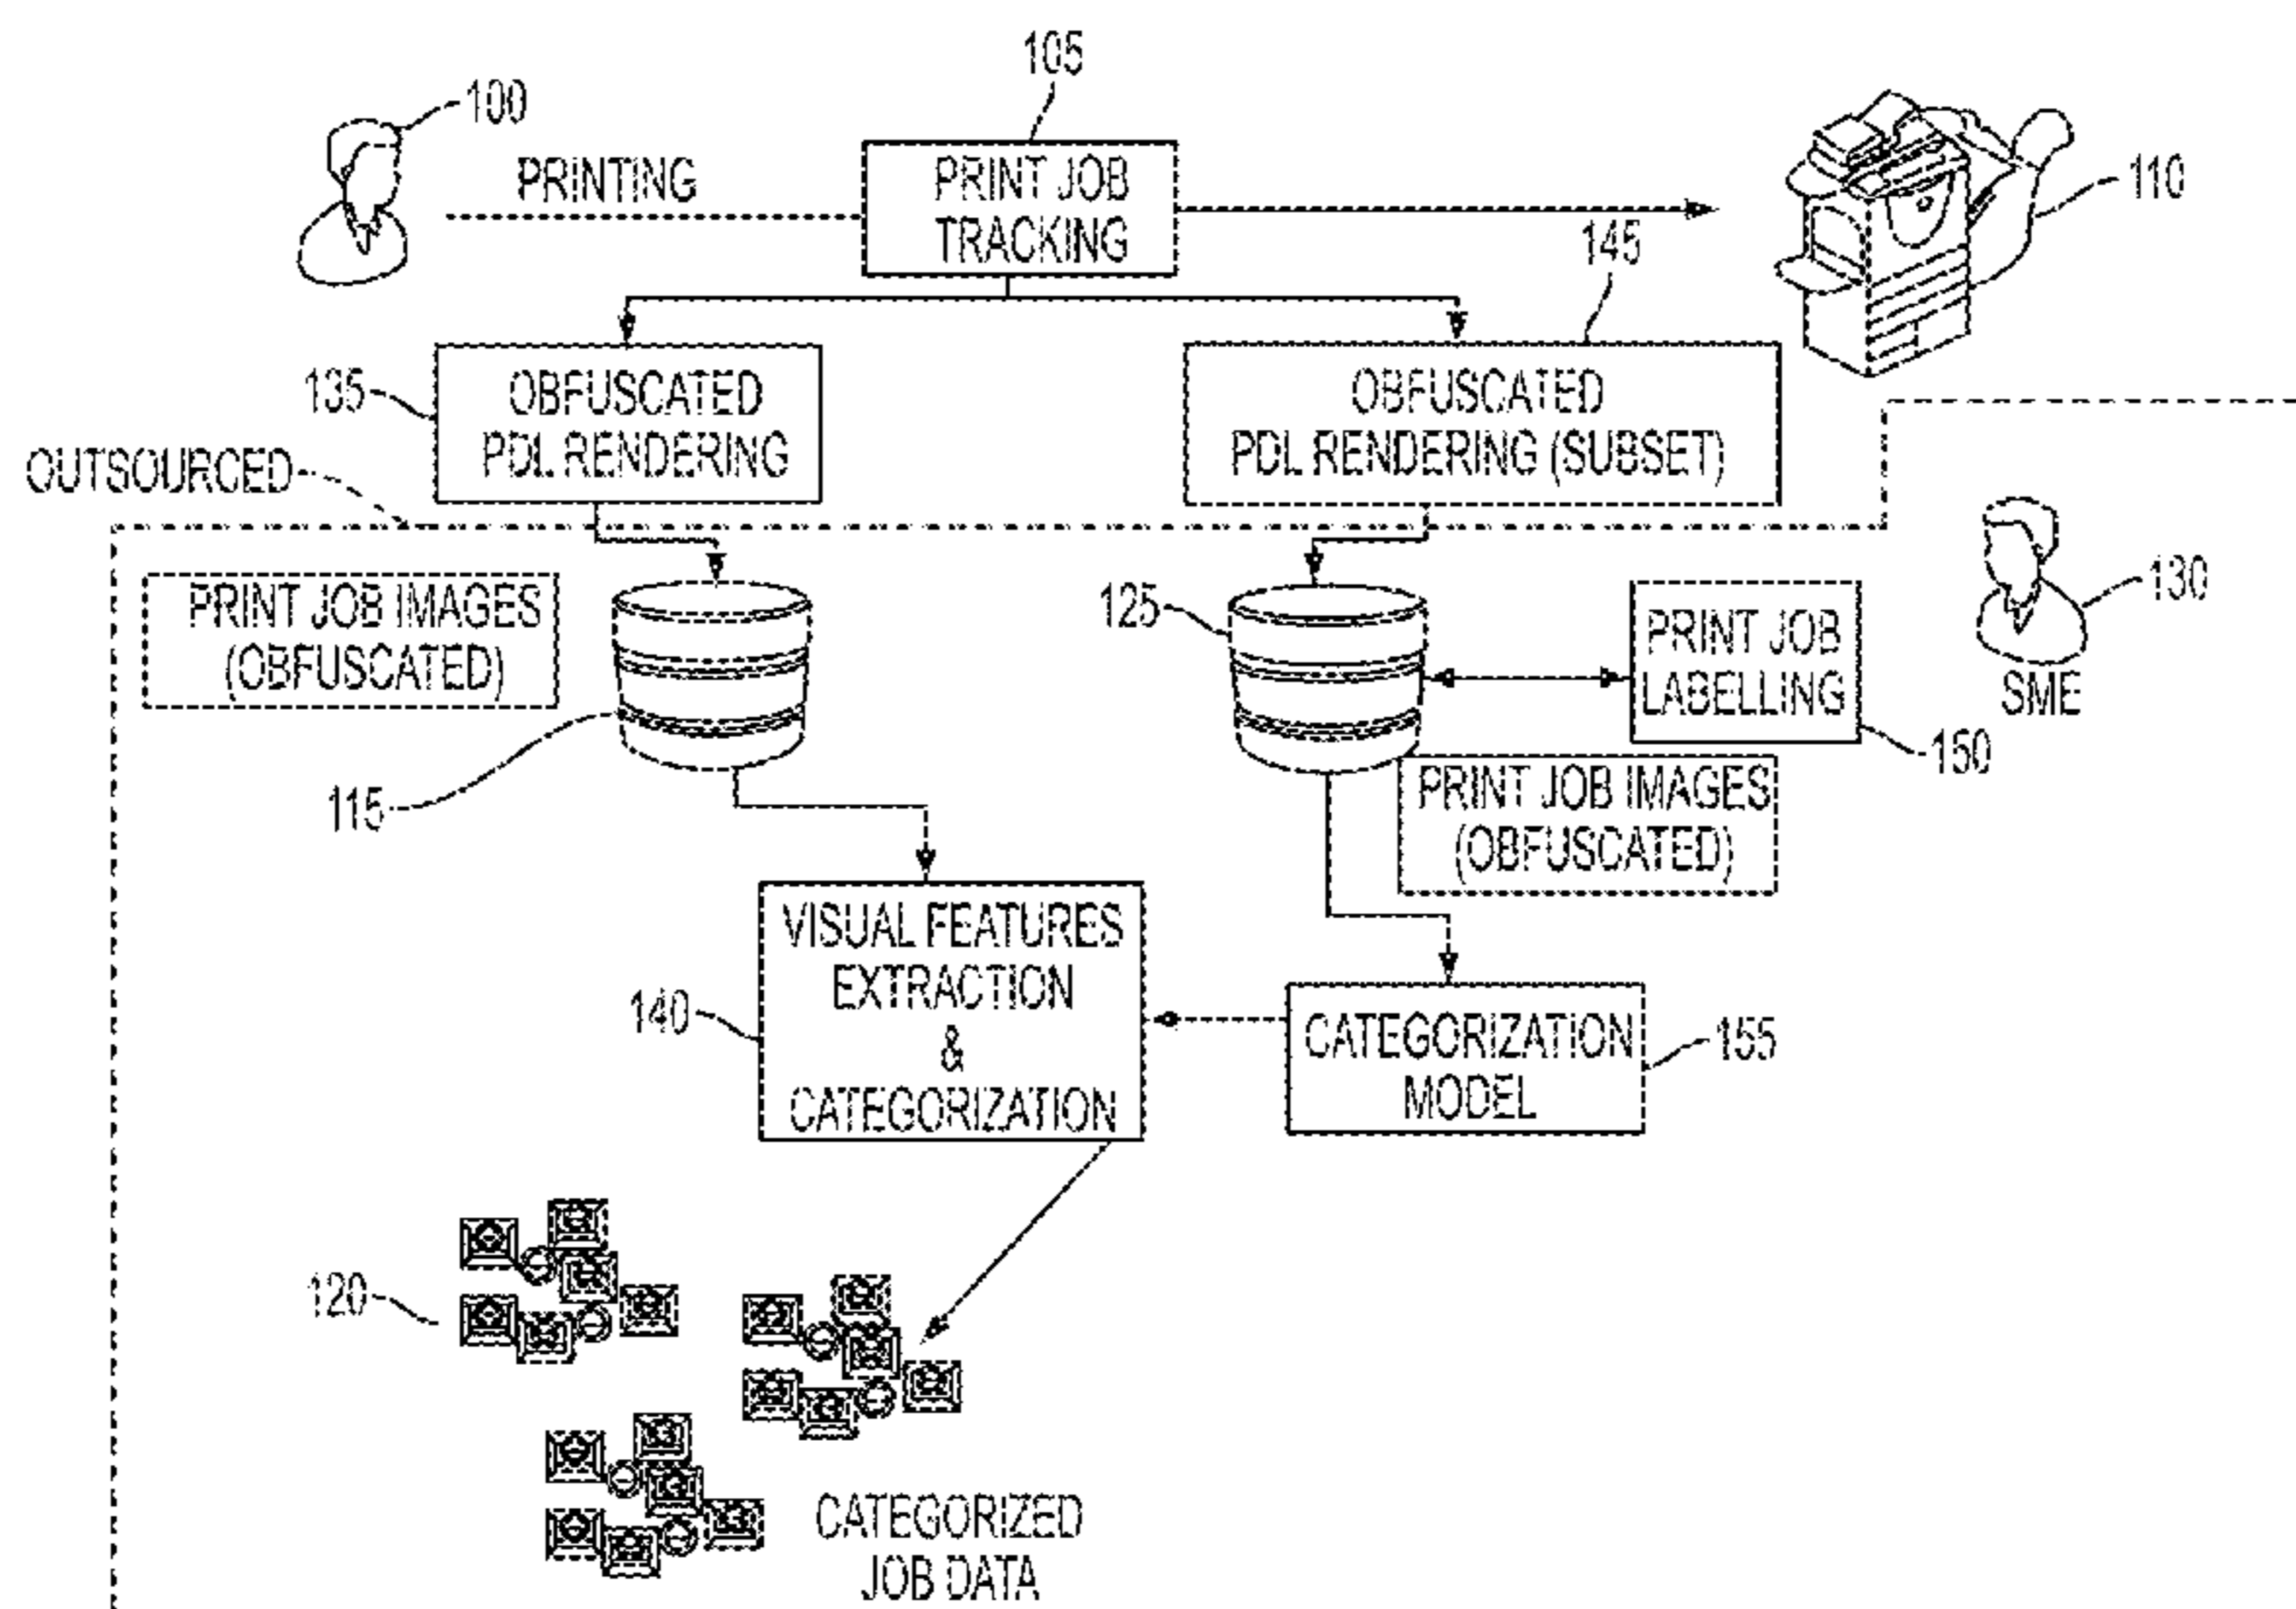 105
100
PRINTING
PRINT JOB
TRACKING
110
145
135
OBFUSCATED
PDL RENDERING
OBFUSCATED
PDL RENDERING (SUBSET)
OUTSOURCED
PRINT JOB IMAGES
(OBFUSCATED)
125
PRINT JOB
LABELLING
130
SME
150
115
PRINT JOB IMAGES
(OBFUSCATED)
VISUAL FEATURES
EXTRACTION
&
CATEGORIZATION
140
CATEGORIZATION
MODEL
155
120
CATEGORIZED
JOB DATA